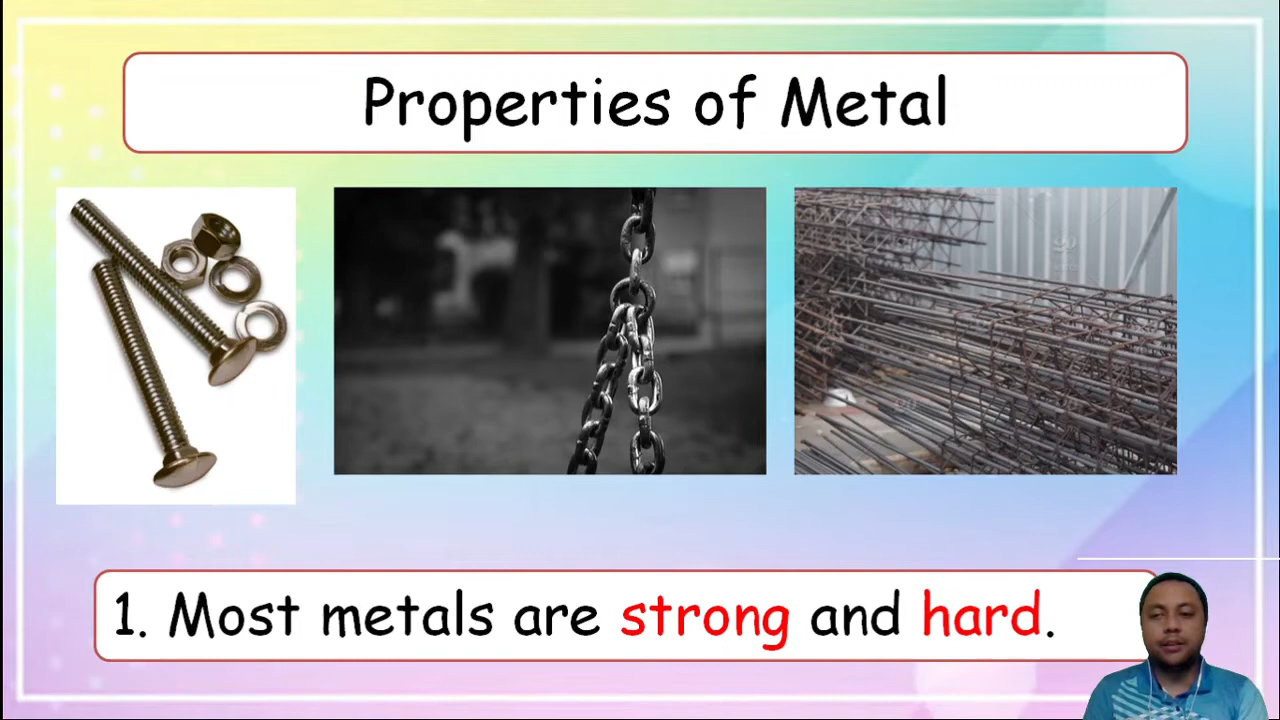 Properties of Metal
1. Most metals are strong and hard.